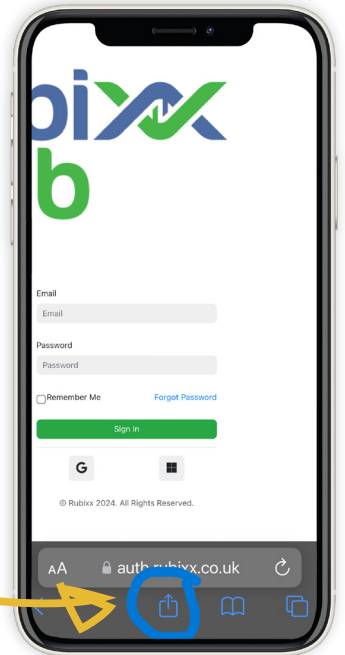 bixx
b
Email
Email
Password
Password
Remember Me Forgot Password
Sign In
G
© Rubixx 2024. All Rights Reserved.
AA auth.rubixx.co.uk